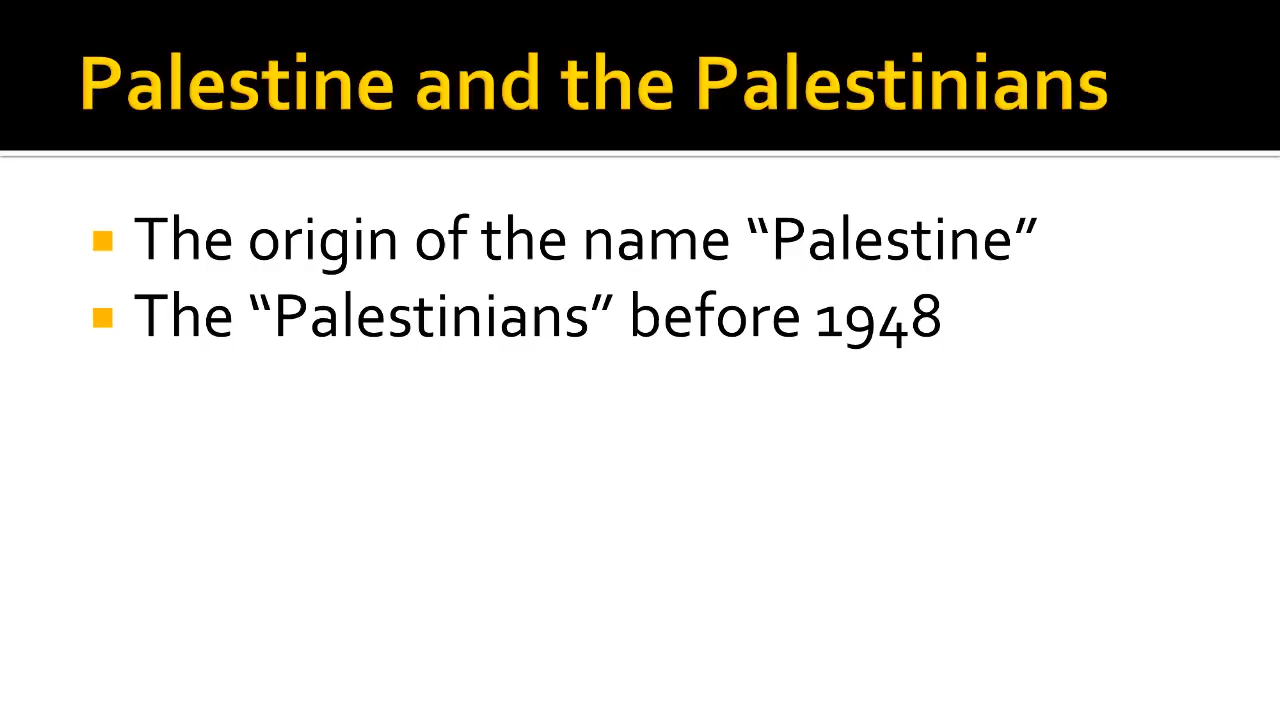 Palestine and the Palestinians
The origin of the name “Palestine”
The “Palestinians” before 1948